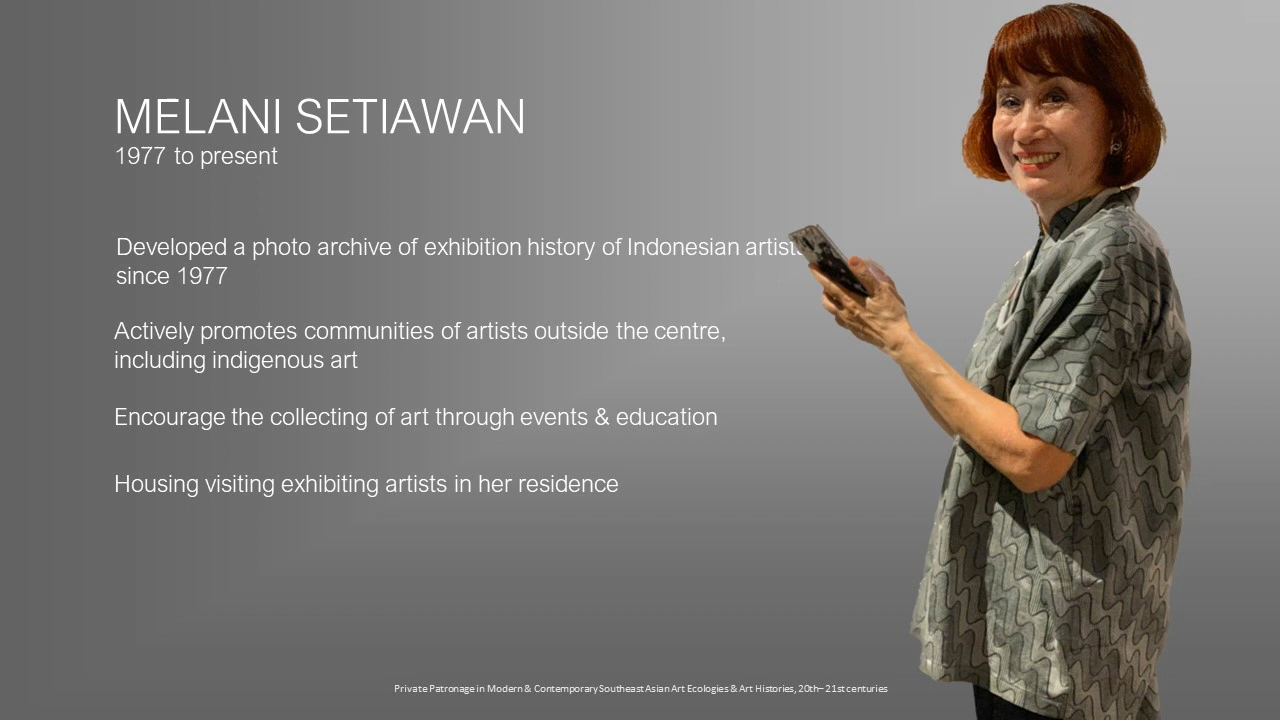 MELANI SETIAWAN
1977 to present
Developed a photo archive of exhibition history of Indonesian artists
since 1977
Actively promotes communities of artists outside the centre,
including indigenous art
Encourage the collecting of art through events & education
Housing visiting exhibiting artists in her residence
Private Patronage in Modern & Contemporary Southeast Asian Art Ecologies & Art Histories, 20th–21st centuries